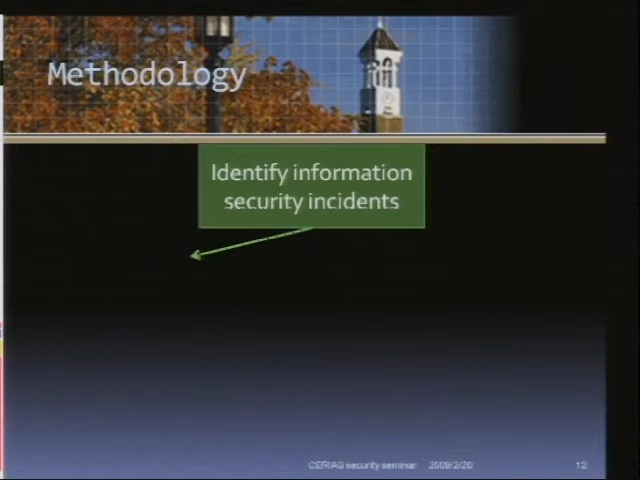 Methodology
Identify information
security incidents
CERIAS security seminar 2009/2/20
12